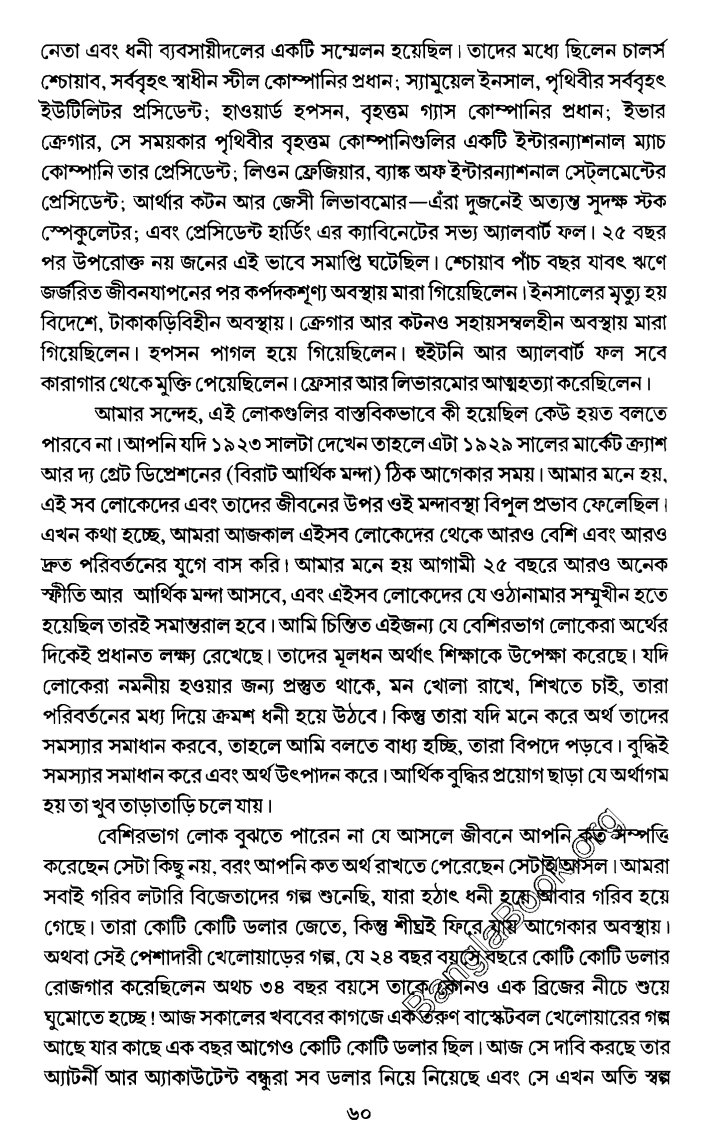 নেতা এবং ধনী ব্যবসায়ীদলের একটি সম্মেলন হয়েছিল। তাদের মধ্যে ছিলেন চালর্স
শ্চোয়াব, সর্ববৃহৎ স্বাধীন স্টীল কোম্পানির প্রধান; স্যামুয়েল ইনসাল, পৃথিবীর সর্ববৃহৎ
ইউটিলিটর প্রসিডেন্ট; হাওয়ার্ড হপসন, বৃহত্তম গ্যাস কোম্পানির প্রধান; ইভার
ক্রেগার, সে সময়কার পৃথিবীর বৃহত্তম কোম্পানিগুলির একটি ইন্টারন্যাশনাল ম্যাচ
কোম্পানি তার প্রেসিডেন্ট; লিওন ফ্রেজিয়ার, ব্যাঙ্ক অফ ইন্টারন্যাশনাল সেট্‌লমেন্টের
প্রেসিডেন্ট; আর্থার কটন আর জেসী লিভাবমোর—এঁরা দুজনেই অত্যন্ত সুদক্ষ স্টক
স্পেকুলেটর; এবং প্রেসিডেন্ট হার্ডিং এর ক্যাবিনেটের সভ্য অ্যালবার্ট ফল। ২৫ বছর
পর উপরোক্ত নয় জনের এই ভাবে সমাপ্তি ঘটেছিল। শ্চোয়াব পাঁচ বছর যাবৎ ঋণে
জর্জরিত জীবনযাপনের পর কর্পদকশূণ্য অবস্থায় মারা গিয়েছিলেন। ইনসালের মৃত্যু হয়
বিদেশে, টাকাকড়িবিহীন অবস্থায়। ক্রেগার আর কটনও সহায়সম্বলহীন অবস্থায় মারা
গিয়েছিলেন। হপসন পাগল হয়ে গিয়েছিলেন। হুইটনি আর অ্যালবার্ট ফল সবে
কারাগার থেকে মুক্তি পেয়েছিলেন। ফ্রেসার আর লিভারমোর আত্মহত্যা করেছিলেন।
আমার সন্দেহ, এই লোকগুলির বাস্তবিকভাবে কী হয়েছিল কেউ হয়ত বলতে
পারবে না। আপনি যদি ১৯২৩ সালটা দেখেন তাহলে এটা ১৯২৯ সালের মার্কেট ক্র্যাশ
আর দ্য গ্রেট ডিপ্রেশনের (বিরাট আর্থিক মন্দা) ঠিক আগেকার সময়। আমার মনে হয়,
এই সব লোকেদের এবং তাদের জীবনের উপর ওই মন্দাবস্থা বিপুল প্রভাব ফেলেছিল।
এখন কথা হচ্ছে, আমরা আজকাল এইসব লোকেদের থেকে আরও বেশি এবং আরও
দ্রুত পরিবর্তনের যুগে বাস করি। আমার মনে হয় আগামী ২৫ বছরে আরও অনেক
স্ফীতি আর আর্থিক মন্দা আসবে, এবং এইসব লোকেদের যে ওঠানামার সম্মুখীন হতে
হয়েছিল তারই সমান্তরাল হবে। আমি চিন্তিত এইজন্য যে বেশিরভাগ লোকেরা অর্থের
দিকেই প্রধানত লক্ষ্য রেখেছে। তাদের মূলধন অর্থাৎ শিক্ষাকে উপেক্ষা করেছে। যদি
লোকেরা নমনীয় হওয়ার জন্য প্রস্তুত থাকে, মন খোলা রাখে, শিখতে চাই, তারা
পরিবর্তনের মধ্য দিয়ে ক্রমশ ধনী হয়ে উঠবে। কিন্তু তারা যদি মনে করে অর্থ তাদের
সমস্যার সমাধান করবে, তাহলে আমি বলতে বাধ্য হচ্ছি, তারা বিপদে পড়বে। বুদ্ধিই
সমস্যার সমাধান করে এবং অর্থ উৎপাদন করে। আর্থিক বুদ্ধির প্রয়োগ ছাড়া যে অর্থাগম
হয় তা খুব তাড়াতাড়ি চলে যায়।
বেশিরভাগ লোক বুঝতে পারেন না যে আসলে জীবনে আপনি কত সম্পত্তি
করেছেন সেটা কিছু নয়, বরং আপনি কত অর্থ রাখতে পেরেছেন সেটাই আসল। আমরা
সবাই গরিব লটারি বিজেতাদের গল্প শুনেছি, যারা হঠাৎ ধনী হয়ে আবার গরিব হয়ে
গেছে। তারা কোটি কোটি ডলার জেতে, কিন্তু শীঘ্রই ফিরে যায় আগেকার অবস্থায়।
অথবা সেই পেশাদারী খেলোয়াড়ের গল্প, যে ২৪ বছর বয়সে বছরে কোটি কোটি ডলার
রোজগার করেছিলেন অথচ ৩৪ বছর বয়সে তাকে কোনও এক ব্রিজের নীচে শুয়ে
ঘুমোতে হচ্ছে! আজ সকালের খববের কাগজে এক তরুণ বাস্কেটবল খেলোয়ারের গল্প
আছে যার কাছে এক বছর আগেও কোটি কোটি ডলার ছিল। আজ সে দাবি করছে তার
অ্যাটর্নী আর অ্যাকাউটেন্ট বন্ধুরা সব ডলার নিয়ে নিয়েছে এবং সে এখন অতি স্বল্প
BanglaBook.org
৬০